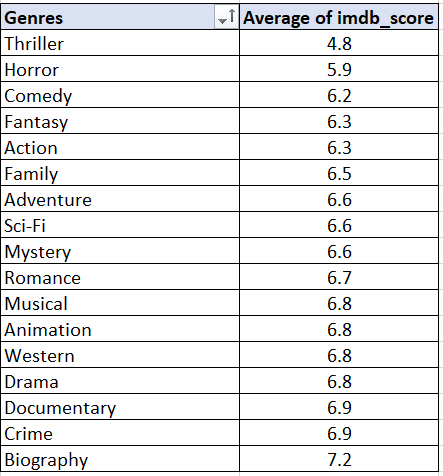 Genres Average of imdb_score
Thriller 4.8
Horror 5.9
Comedy 6.2
Fantasy 6.3
Action 6.3
Family 6.5
Adventure 6.6
Sci-Fi 6.6
Mystery 6.6
Romance 6.7
Musical 6.8
Animation 6.8
Western 6.8
Drama 6.8
Documentary 6.9
Crime 6.9
Biography 7.2